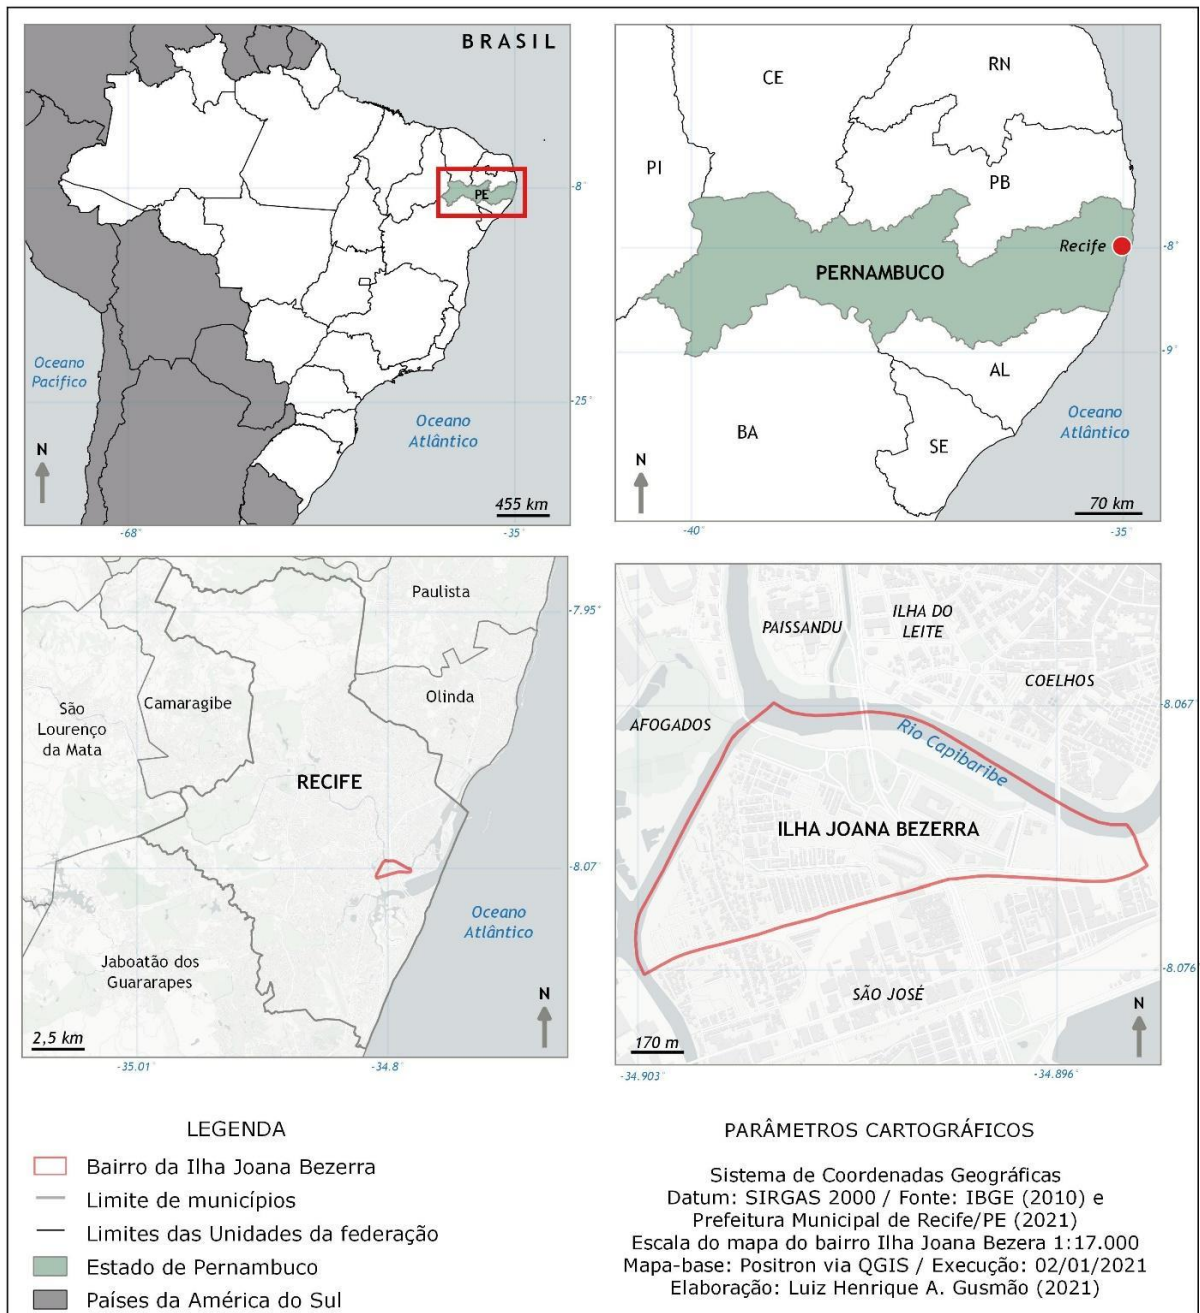 BRASIL
PE
-8°
-25°
Oceano
Pacífico
Oceano
Atlântico
N
455 km
-68°
-35°
CE
RN
PI
PB
Recife
-8°
PERNAMBUCO
-9°
AL
BA
SE
Oceano
Atlântico
N
70 km
-40°
-35°
Paulista
-7.95°
Olinda
Camaragibe
São
Lourenço
da Mata
RECIFE
-8.07°
Oceano
Atlântico
Jaboatão dos
Guararapes
N
2,5 km
-35.01°
-34.8°
PAISSANDU
ILHA DO
LEITE
COELHOS
-8.067°
AFOGADOS
Rio Capibaribe
ILHA JOANA BEZERRA
-8.076°
SÃO JOSÉ
N
170 m
-34.903°
-34.896°
LEGENDA
Bairro da Ilha Joana Bezerra
Limite de municípios
Limites das Unidades da federação
Estado de Pernambuco
Países da América do Sul
PARÂMETROS CARTOGRÁFICOS
Sistema de Coordenadas Geográficas
Datum: SIRGAS 2000 / Fonte: IBGE (2010) e
Prefeitura Municipal de Recife/PE (2021)
Escala do mapa do bairro Ilha Joana Bezera 1:17.000
Mapa-base: Positron via QGIS / Execução: 02/01/2021
Elaboração: Luiz Henrique A. Gusmão (2021)